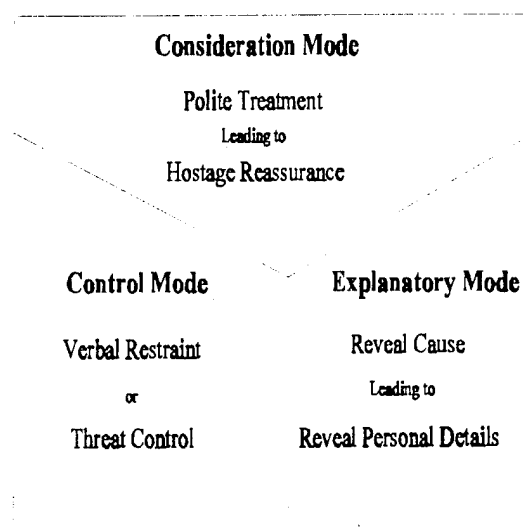 Consideration Mode
Polite Treatment
Leading to
Hostage Reassurance
Control Mode
Verbal Restraint
or
Threat Control
Explanatory Mode
Reveal Cause
Leading to
Reveal Personal Details